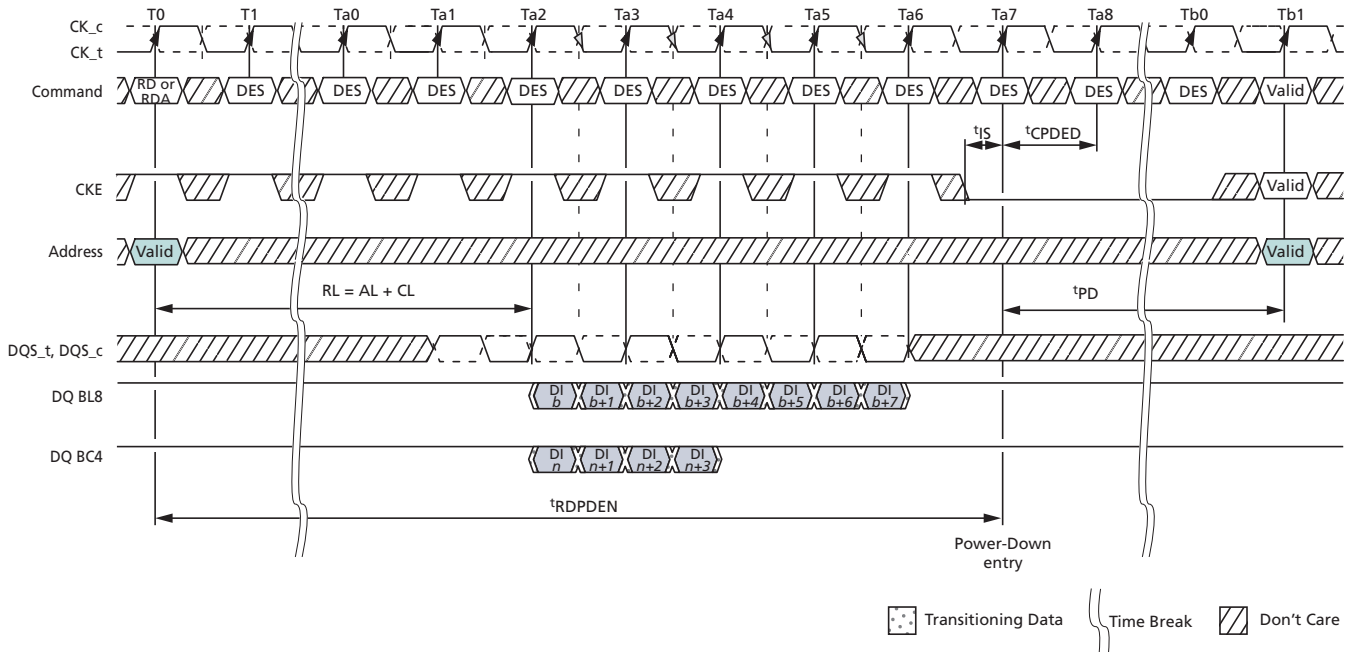 T0 T1 Ta0 Ta1 Ta2 Ta3 Ta4 Ta5 Ta6 Ta7 Ta8 Tb0 Tb1
CK_c
CK_t
Command RD or RDA DES DES DES DES DES DES DES DES DES DES DES Valid
tIS tCPDED
CKE Valid
Address Valid Valid
RL = AL + CL tPD
DQS_t, DQS_c
DQ BL8 DI b DI b+1 DI b+2 DI b+3 DI b+4 DI b+5 DI b+6 DI b+7
DQ BC4 DI n DI n+1 DI n+2 DI n+3
tRDPDEN
Power-Down
entry
Transitioning Data Time Break Don't Care